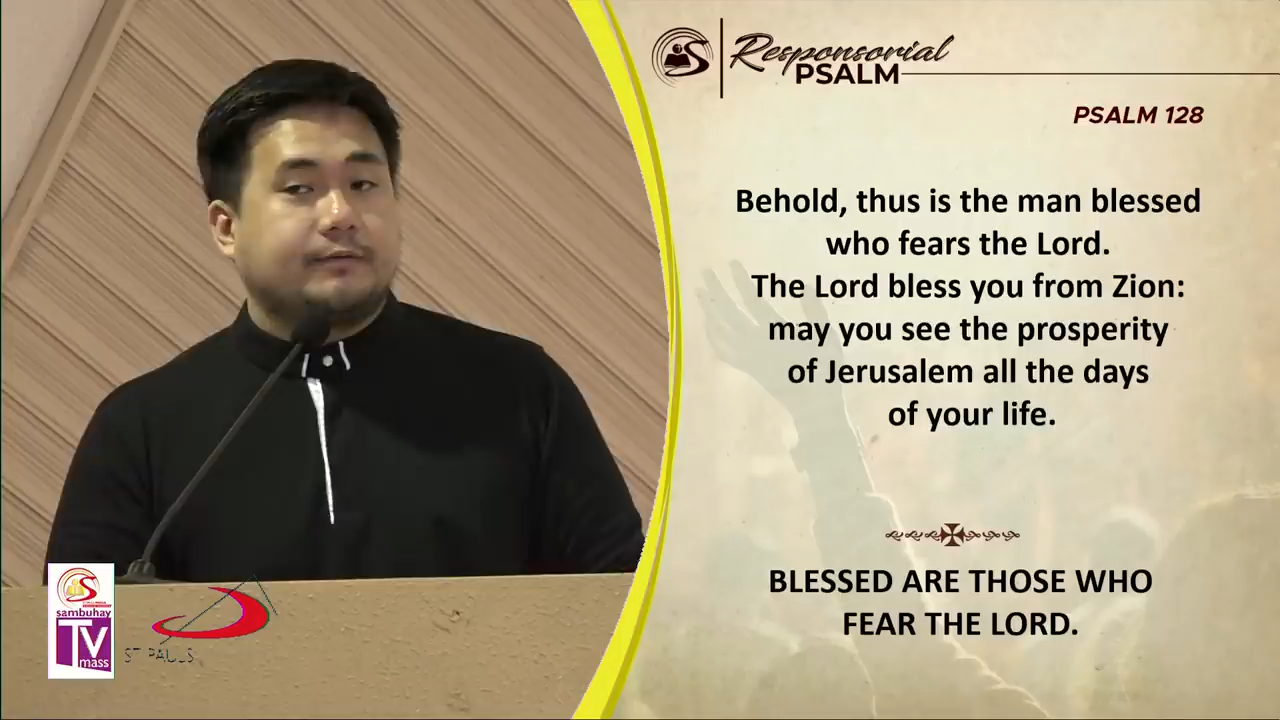 Responsorial
PSALM
PSALM 128
Behold, thus is the man blessed
who fears the Lord.
The Lord bless you from Zion:
may you see the prosperity
of Jerusalem all the days
of your life.
BLESSED ARE THOSE WHO
FEAR THE LORD.
sambuhay
TV
mass
ST PAULS